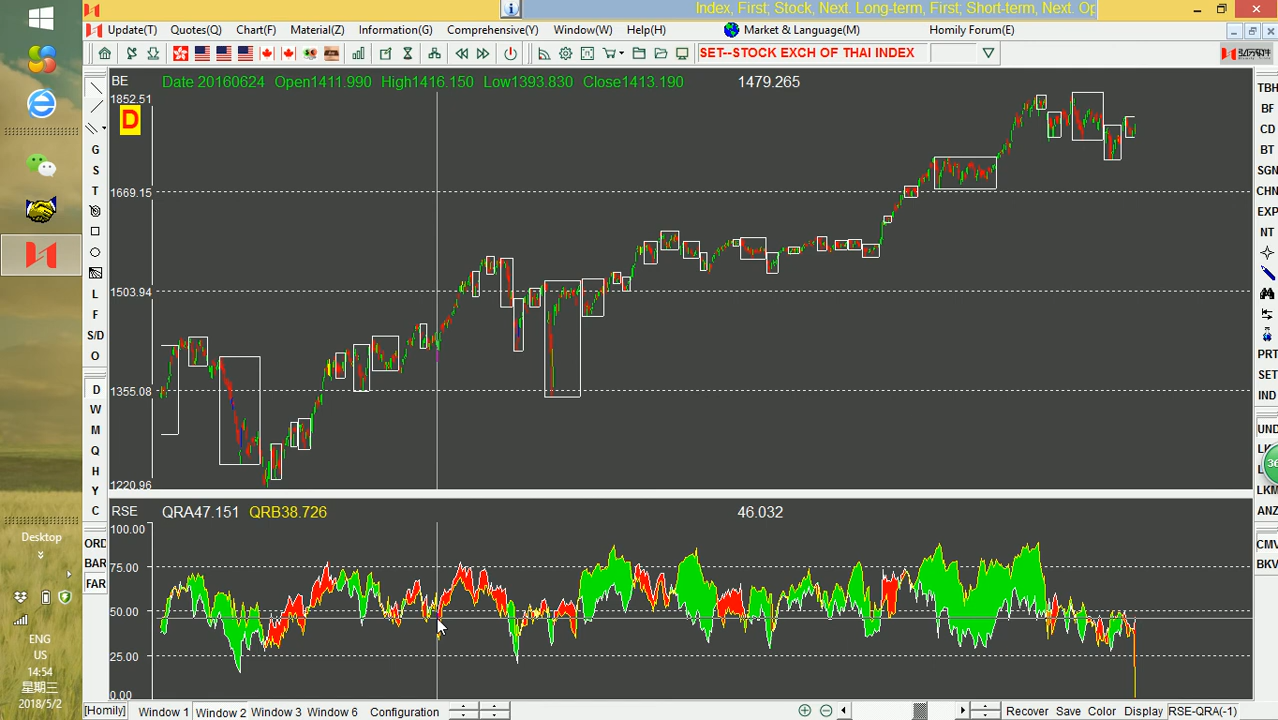 Index, First; Stock, Next. Long-term, First; Short-term, Next. Op
Update(T) Quotes(Q) Chart(F) Material(Z) Information(E) Comprehensive(V) Window(W) Help(H) Market & Language(M) Homily Forum(E)
SET--STOCK EXCH OF THAI INDEX
BE Date 20160624 Open1411.990 High1416.150 Low1393.830 Close1413.190 1479.265
1852.51
D
1669.15
1503.94
1355.08
1220.96
RSE QRA47.151 QRB38.726 46.032
100.00
75.00
50.00
25.00
0.00
G
S
T
L
F
S/D
O
D
W
M
Q
H
Y
C
ORD
BAR
FAR
TBH
BF
CD
BT
SGN
CHN
EXP
NT
PRT
SET
IND
UND
LK
L
LKM
ANZ
CMV
BKV
36
Desktop
ENG
US
14:54
星期三
2018/5/2
[Homily] Window 1 Window 2 Window 3 Window 6 Configuration Recover Save Color Display RSE-QRA(-1)